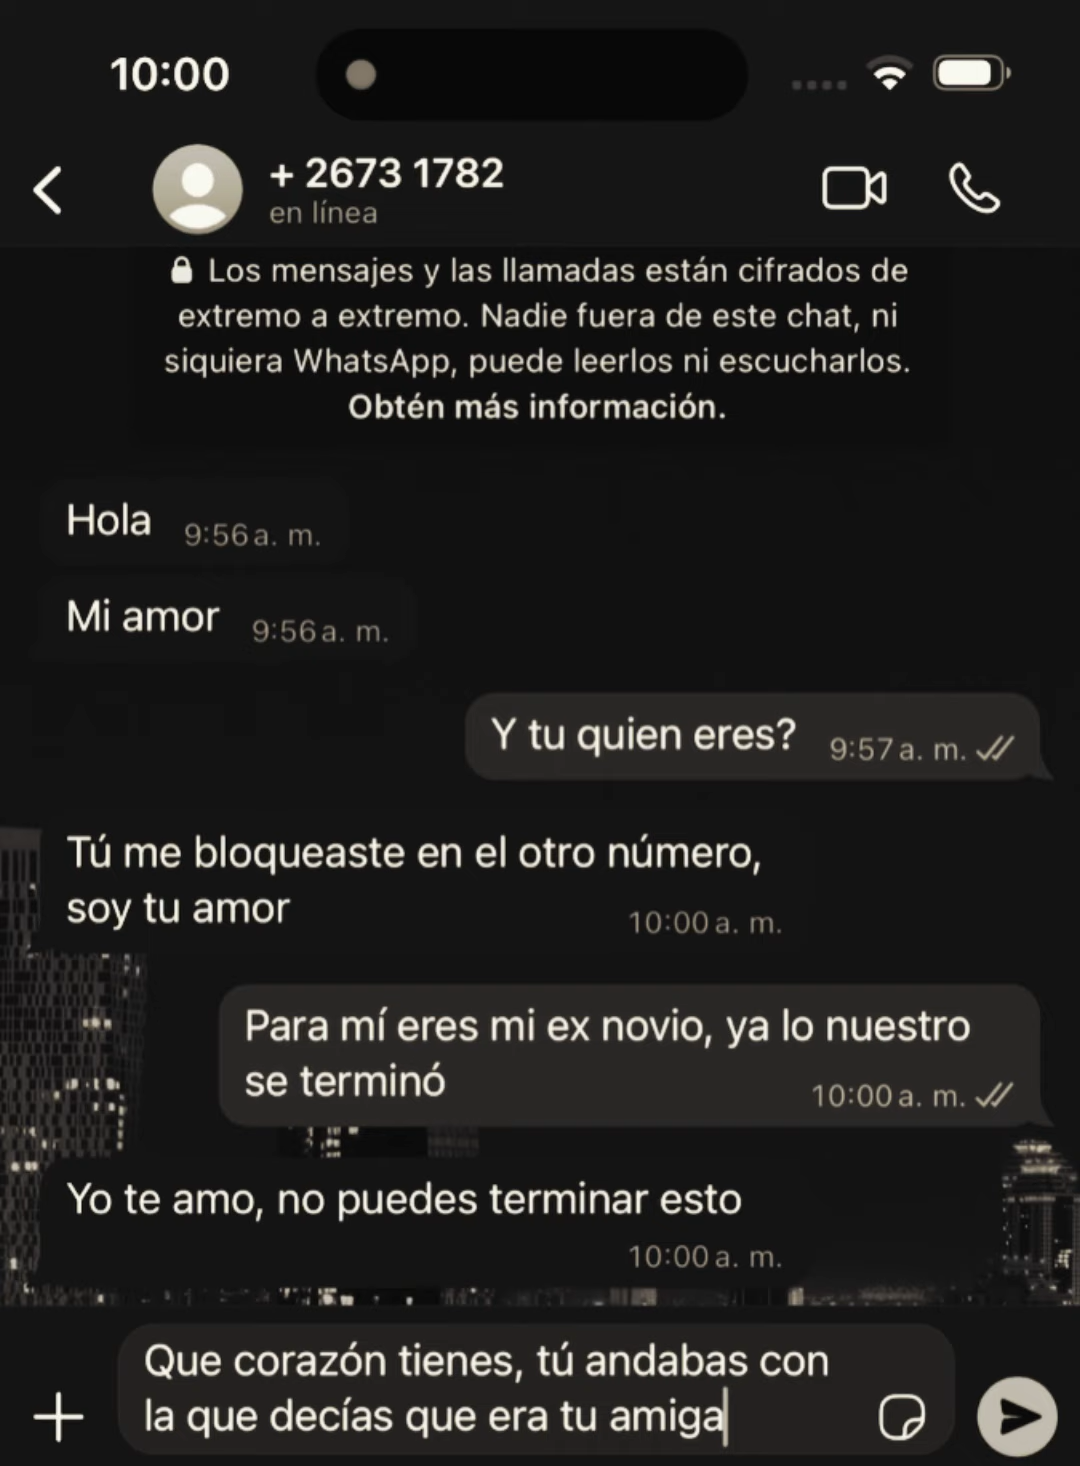 10:00
+ 2673 1782
en línea
Los mensajes y las llamadas están cifrados de
extremo a extremo. Nadie fuera de este chat, ni
siquiera WhatsApp, puede leerlos ni escucharlos.
Obtén más información.
Hola 9:56 a. m.
Mi amor 9:56 a. m.
Y tu quien eres? 9:57 a. m.
Tú me bloqueaste en el otro número,
soy tu amor 10:00 a. m.
Para mí eres mi ex novio, ya lo nuestro
se terminó 10:00 a. m.
Yo te amo, no puedes terminar esto
10:00 a. m.
Que corazón tienes, tú andabas con
la que decías que era tu amiga